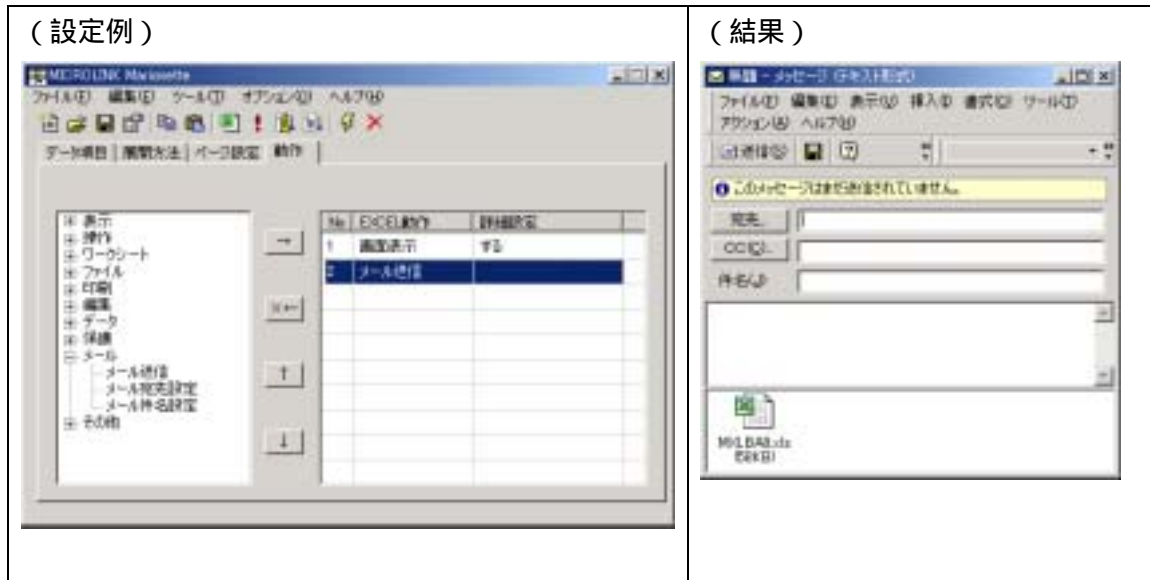 （設定例）
MICROLINK Marionette
ファイル(F) 編集(E) ツール(T) オプション(O) ヘルプ(H)
データ項目 展開方法 ページ設定 動作
表示
操作
ワークシート
ファイル
印刷
編集
データ
保護
メール
メール送信
メール宛先設定
メール件名設定
その他
→
×←
↑
↓
No EXCEL動作 詳細設定
1 画面表示 する
2 メール送信
（結果）
無題 - メッセージ (テキスト形式)
ファイル(F) 編集(E) 表示(V) 挿入(I) 書式(O) ツール(T)
アクション(A) ヘルプ(H)
送信(S)
このメッセージはまだ送信されていません。
宛先...
CC(C)...
件名(J)